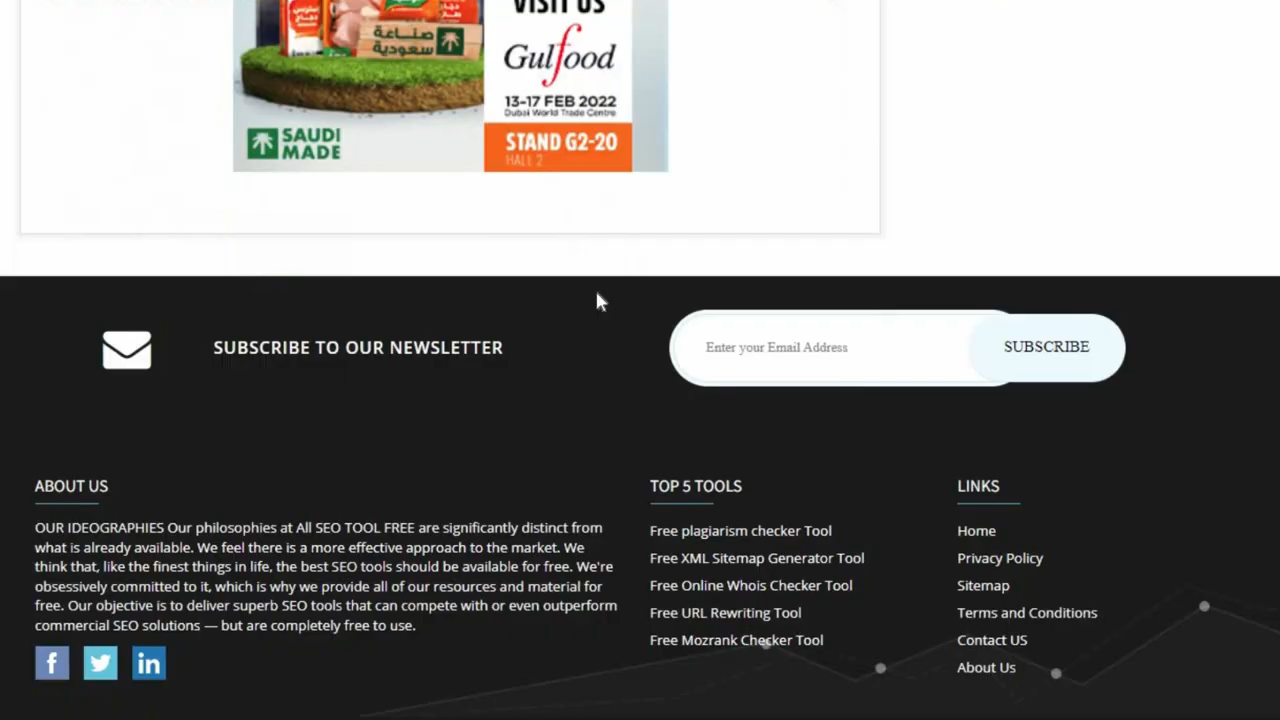 VISIT US
صناعة
سعودية
Gulfood
13-17 FEB 2022
Dubai World Trade Centre
SAUDI
MADE
STAND G2-20
HALL 2
SUBSCRIBE TO OUR NEWSLETTER
Enter your Email Address
SUBSCRIBE
ABOUT US
OUR IDEOGRAPHIES Our philosophies at All SEO TOOL FREE are significantly distinct from
what is already available. We feel there is a more effective approach to the market. We
think that, like the finest things in life, the best SEO tools should be available for free. We're
obsessively committed to it, which is why we provide all of our resources and material for
free. Our objective is to deliver superb SEO tools that can compete with or even outperform
commercial SEO solutions — but are completely free to use.
f
in
TOP 5 TOOLS
Free plagiarism checker Tool
Free XML Sitemap Generator Tool
Free Online Whois Checker Tool
Free URL Rewriting Tool
Free Mozrank Checker Tool
LINKS
Home
Privacy Policy
Sitemap
Terms and Conditions
Contact US
About Us